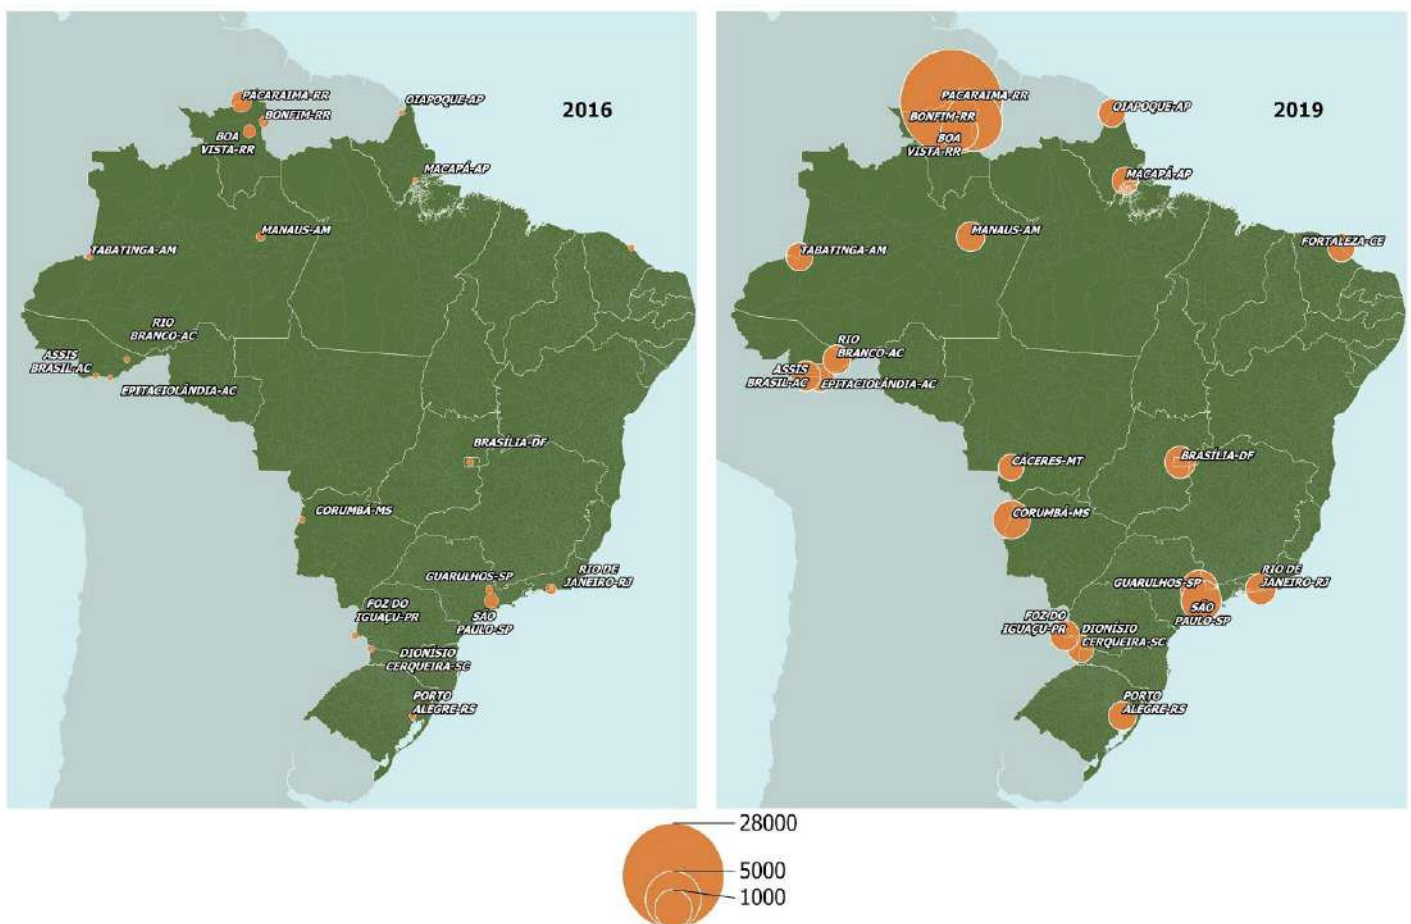 PACARAIMA-RR
OIAPOQUE-AP
2016
BONFIM-RR
BOA
VISTA-RR
MACAPÁ-AP
MANAUS-AM
TABATINGA-AM
RIO
BRANCO-AC
ASSIS
BRASIL-AC
EPITACIOLÂNDIA-AC
BRASÍLIA-DF
CORUMBÁ-MS
GUARULHOS-SP
RIO DE
JANEIRO-RJ
FOZ DO
IGUAÇU-PR
SÃO
PAULO-SP
DIONÍSIO
CERQUEIRA-SC
PORTO
ALEGRE-RS
PACARAIMA-RR
OIAPOQUE-AP
2019
BONFIM-RR
BOA
VISTA-RR
MACAPÁ-AP
MANAUS-AM
FORTALEZA-CE
TABATINGA-AM
RIO
BRANCO-AC
ASSIS
BRASIL-AC
EPITACIOLÂNDIA-AC
CÁCERES-MT
BRASÍLIA-DF
CORUMBÁ-MS
GUARULHOS-SP
RIO DE
JANEIRO-RJ
SÃO
PAULO-SP
FOZ DO
IGUAÇU-PR
DIONÍSIO
CERQUEIRA-SC
PORTO
ALEGRE-RS
28000
5000
1000